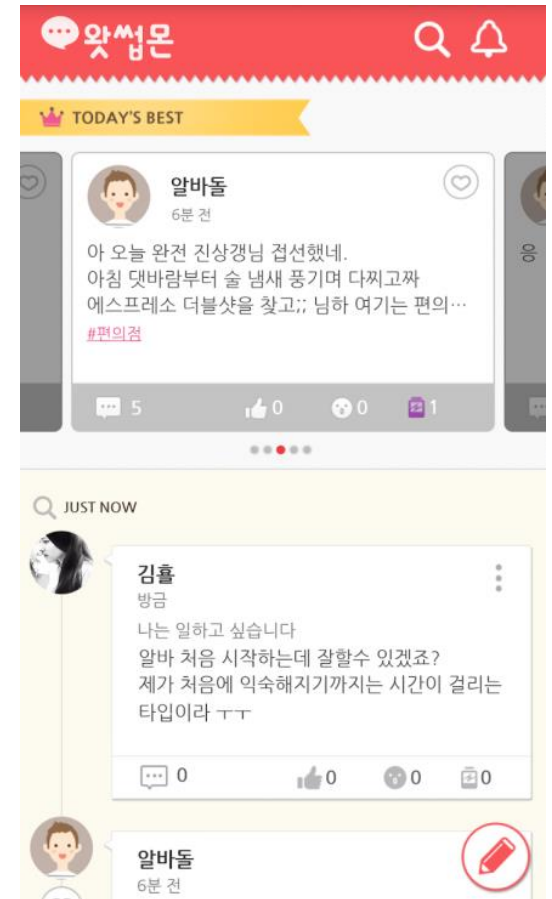 왓썹몬
TODAY'S BEST
알바돌
6분 전
아 오늘 완전 진상갱님 접선했네.
아침 댓바람부터 술 냄새 풍기며 다찌고짜
에스프레소 더블샷을 찾고;; 님하 여기는 편의…
#편의점
응
5
0
0
1
JUST NOW
김휼
방금
나는 일하고 싶습니다
알바 처음 시작하는데 잘할수 있겠죠?
제가 처음에 익숙해지기까지는 시간이 걸리는
타입이라 ㅜㅜ
0
0
0
0
알바돌
6분 전